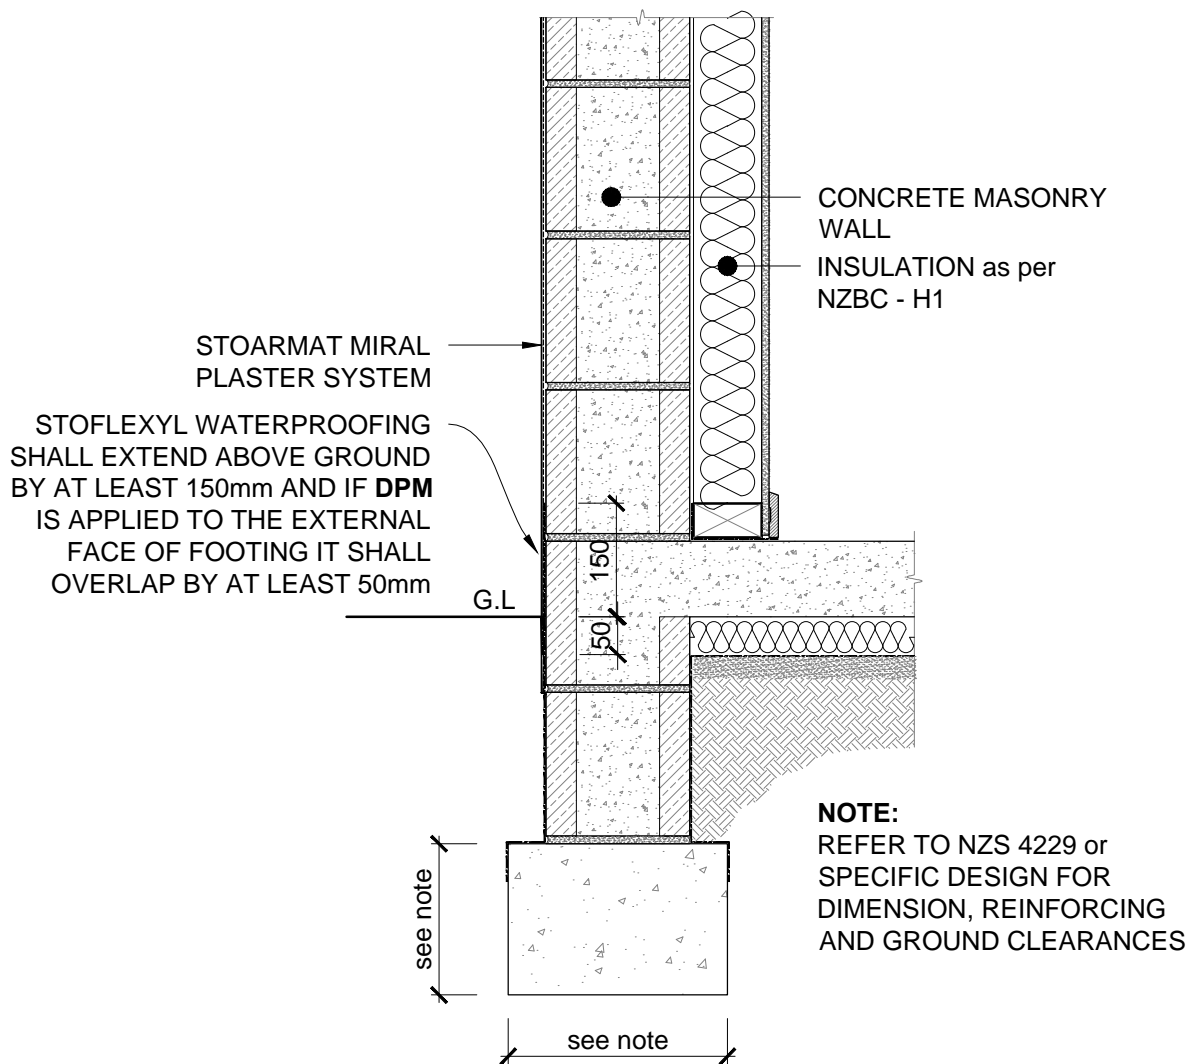 CONCRETE MASONRY
WALL
INSULATION as per
NZBC - H1
STOARMAT MIRAL
PLASTER SYSTEM
STOFLEXYL WATERPROOFING
SHALL EXTEND ABOVE GROUND
BY AT LEAST 150mm AND IF DPM
IS APPLIED TO THE EXTERNAL
FACE OF FOOTING IT SHALL
OVERLAP BY AT LEAST 50mm
150
G.L
50
NOTE:
REFER TO NZS 4229 or
SPECIFIC DESIGN FOR
DIMENSION, REINFORCING
AND GROUND CLEARANCES
see note
see note